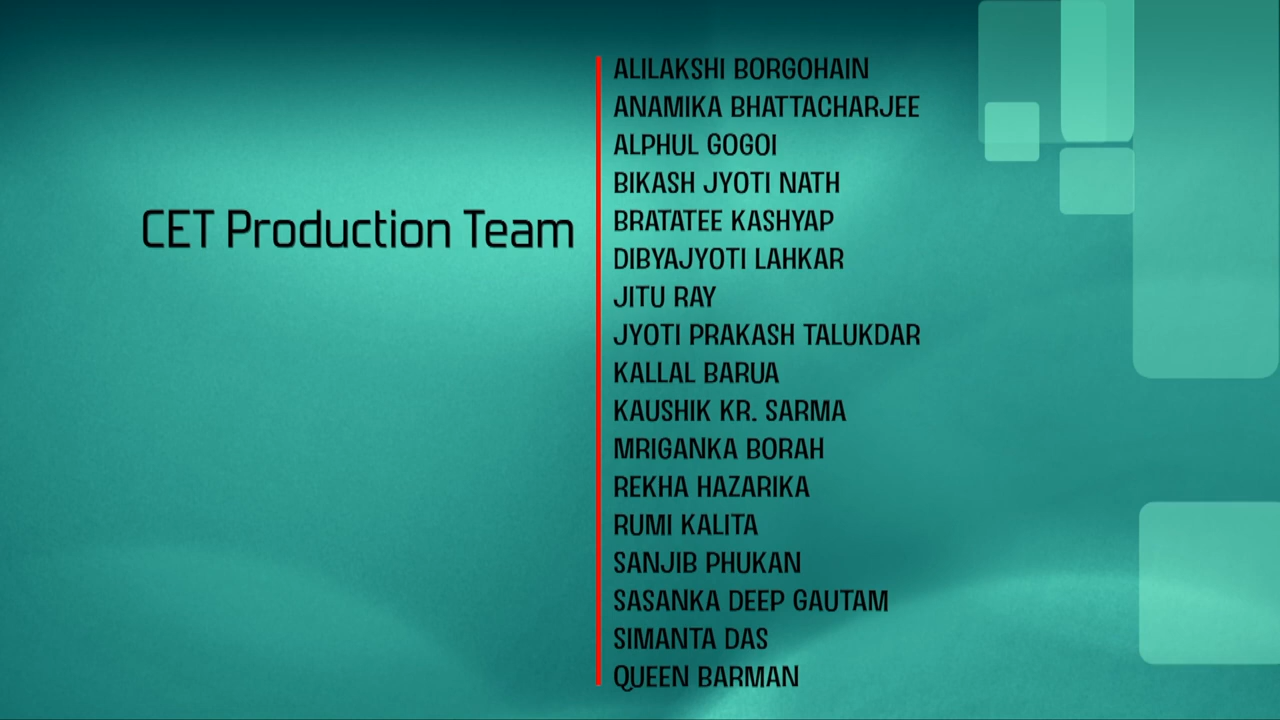 CET Production Team
ALILAKSHI BORGOHAIN
ANAMIKA BHATTACHARJEE
ALPHUL GOGOI
BIKASH JYOTI NATH
BRATATEE KASHYAP
DIBYAJYOTI LAHKAR
JITU RAY
JYOTI PRAKASH TALUKDAR
KALLAL BARUA
KAUSHIK KR. SARMA
MRIGANKA BORAH
REKHA HAZARIKA
RUMI KALITA
SANJIB PHUKAN
SASANKA DEEP GAUTAM
SIMANTA DAS
QUEEN BARMAN